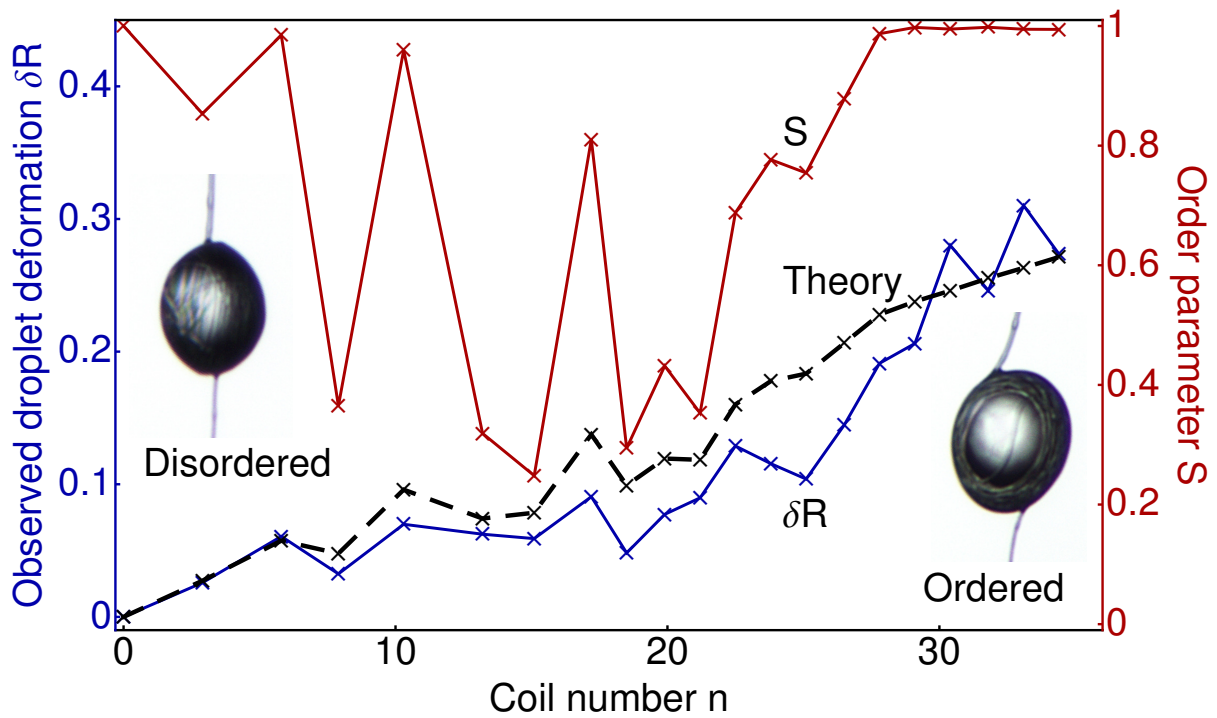 Observed droplet deformation δR
0.4
0.3
0.2
0.1
0
1
0.8
0.6
0.4
0.2
0
Order parameter S
S
Theory
δR
Disordered
Ordered
0
10
20
30
Coil number n